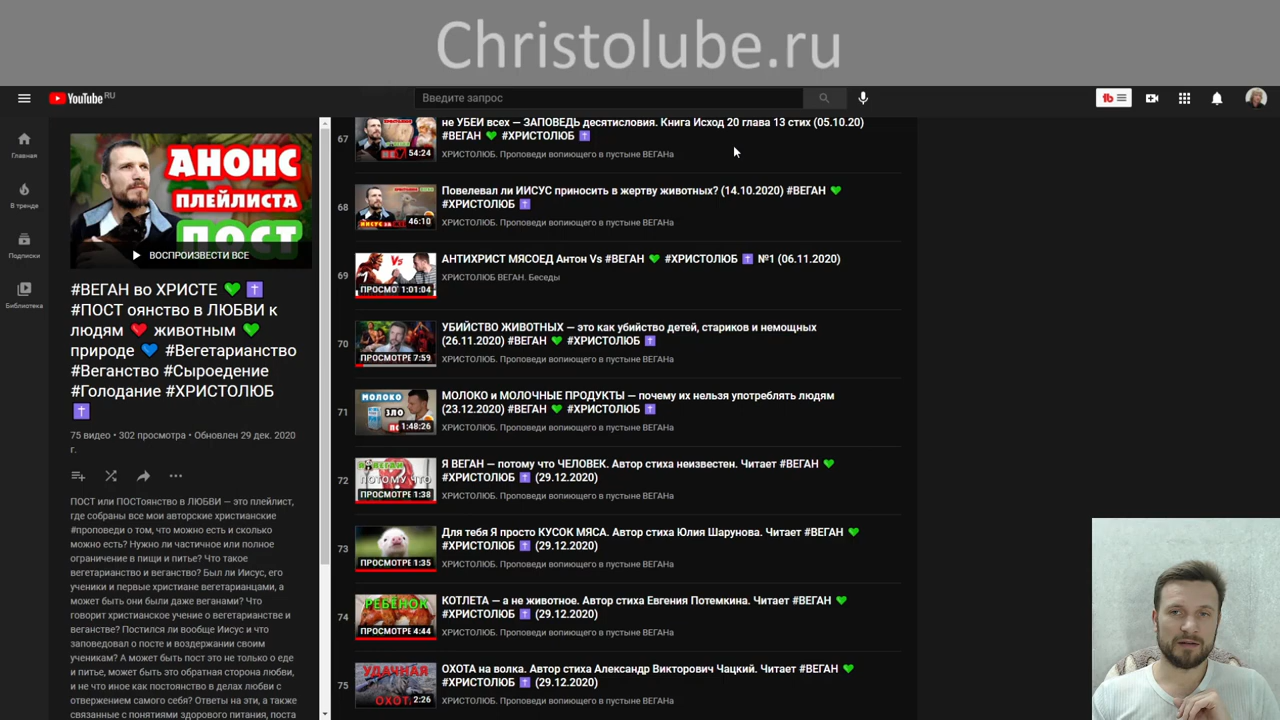 Christolube.ru
YouTube RU
Введите запрос
Главная
В тренде
Подписки
Библиотека
АНОНС
ПЛЕЙЛИСТА
ПОСТ
ВОСПРОИЗВЕСТИ ВСЕ
#ВЕГАН во ХРИСТЕ 💚 ✝️
#ПОСТ оянство в ЛЮБВИ к
людям ❤️ животным 💚
природе 💙 #Вегетарианство
#Веганство #Сыроедение
#Голодание #ХРИСТОЛЮБ
✝️
75 видео • 302 просмотра • Обновлен 29 дек. 2020
г.
ПОСТ или ПОСТоянство в ЛЮБВИ — это плейлист,
где собраны все мои авторские христианские
#проповеди о том, что можно есть и сколько
можно есть? Нужно ли частичное или полное
ограничение в пищи и питье? Что такое
вегетарианство и веганство? Был ли Иисус, его
ученики и первые христиане вегетарианцами, а
может быть они были даже веганами? Что
говорит христианское учение о вегетарианстве и
веганстве? Постился ли вообще Иисус и что
заповедовал о посте и воздержании своим
ученикам? А может быть пост это не только о еде
и питье, может быть это обратная сторона любви,
и не что иное как постоянство в делах любви с
отвержением самого себя? Ответы на эти, а также
связанные с понятиями здорового питания, поста
67
54:24
не УБЕЙ всех — ЗАПОВЕДЬ десятисловия. Книга Исход 20 глава 13 стих (05.10.20)
#ВЕГАН 💚 #ХРИСТОЛЮБ ✝️
ХРИСТОЛЮБ. Проповеди вопиющего в пустыне ВЕГАНа
68
46:10
Повелевал ли ИИСУС приносить в жертву животных? (14.10.2020) #ВЕГАН 💚
#ХРИСТОЛЮБ ✝️
ХРИСТОЛЮБ. Проповеди вопиющего в пустыне ВЕГАНа
69
Vs
ПРОСМО 1:01:04
АНТИХРИСТ МЯСОЕД Антон Vs #ВЕГАН 💚 #ХРИСТОЛЮБ ✝️ №1 (06.11.2020)
ХРИСТОЛЮБ ВЕГАН. Беседы
70
ПРОСМОТРЕ 7:59
УБИЙСТВО ЖИВОТНЫХ — это как убийство детей, стариков и немощных
(26.11.2020) #ВЕГАН 💚 #ХРИСТОЛЮБ ✝️
ХРИСТОЛЮБ. Проповеди вопиющего в пустыне ВЕГАНа
71
МОЛОКО
ЗЛО
1:48:26
МОЛОКО и МОЛОЧНЫЕ ПРОДУКТЫ — почему их нельзя употреблять людям
(23.12.2020) #ВЕГАН 💚 #ХРИСТОЛЮБ ✝️
ХРИСТОЛЮБ. Проповеди вопиющего в пустыне ВЕГАНа
72
ПОТОМУ ЧТО
ПРОСМОТРЕ 1:38
Я ВЕГАН — потому что ЧЕЛОВЕК. Автор стиха неизвестен. Читает #ВЕГАН 💚
#ХРИСТОЛЮБ ✝️ (29.12.2020)
ХРИСТОЛЮБ. Проповеди вопиющего в пустыне ВЕГАНа
73
ПРОСМОТРЕ 1:35
Для тебя Я просто КУСОК МЯСА. Автор стиха Юлия Шарунова. Читает #ВЕГАН 💚
#ХРИСТОЛЮБ ✝️ (29.12.2020)
ХРИСТОЛЮБ. Проповеди вопиющего в пустыне ВЕГАНа
74
РЕБЁНОК
ПРОСМОТРЕ 4:44
КОТЛЕТА — а не животное. Автор стиха Евгения Потемкина. Читает #ВЕГАН 💚
#ХРИСТОЛЮБ ✝️ (29.12.2020)
ХРИСТОЛЮБ. Проповеди вопиющего в пустыне ВЕГАНа
75
УДАЧНАЯ
ОХОТ
2:26
ОХОТА на волка. Автор стиха Александр Викторович Чацкий. Читает #ВЕГАН 💚
#ХРИСТОЛЮБ ✝️ (29.12.2020)
ХРИСТОЛЮБ. Проповеди вопиющего в пустыне ВЕГАНа